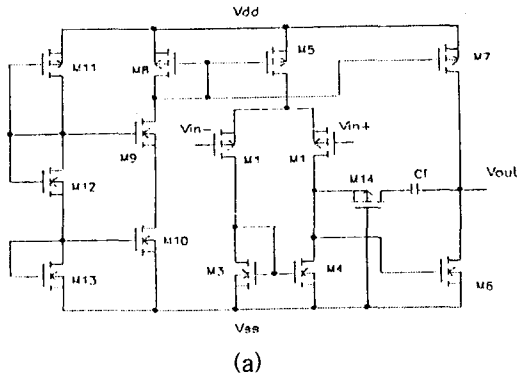 Vdd
M11
M8
M5
M7
Vin-
Vin+
M9
M1
M1
M14
Cf
Vout
M12
M10
M13
M3
M4
M6
Vss
(a)